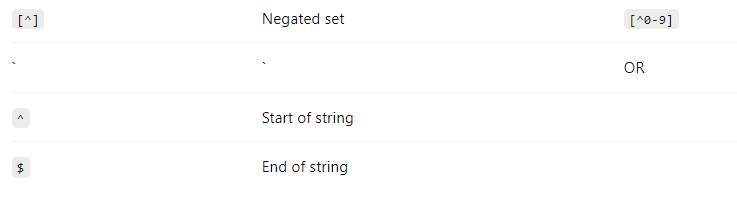 [^] Negated set [^0-9]
` ` OR
^ Start of string
$ End of string